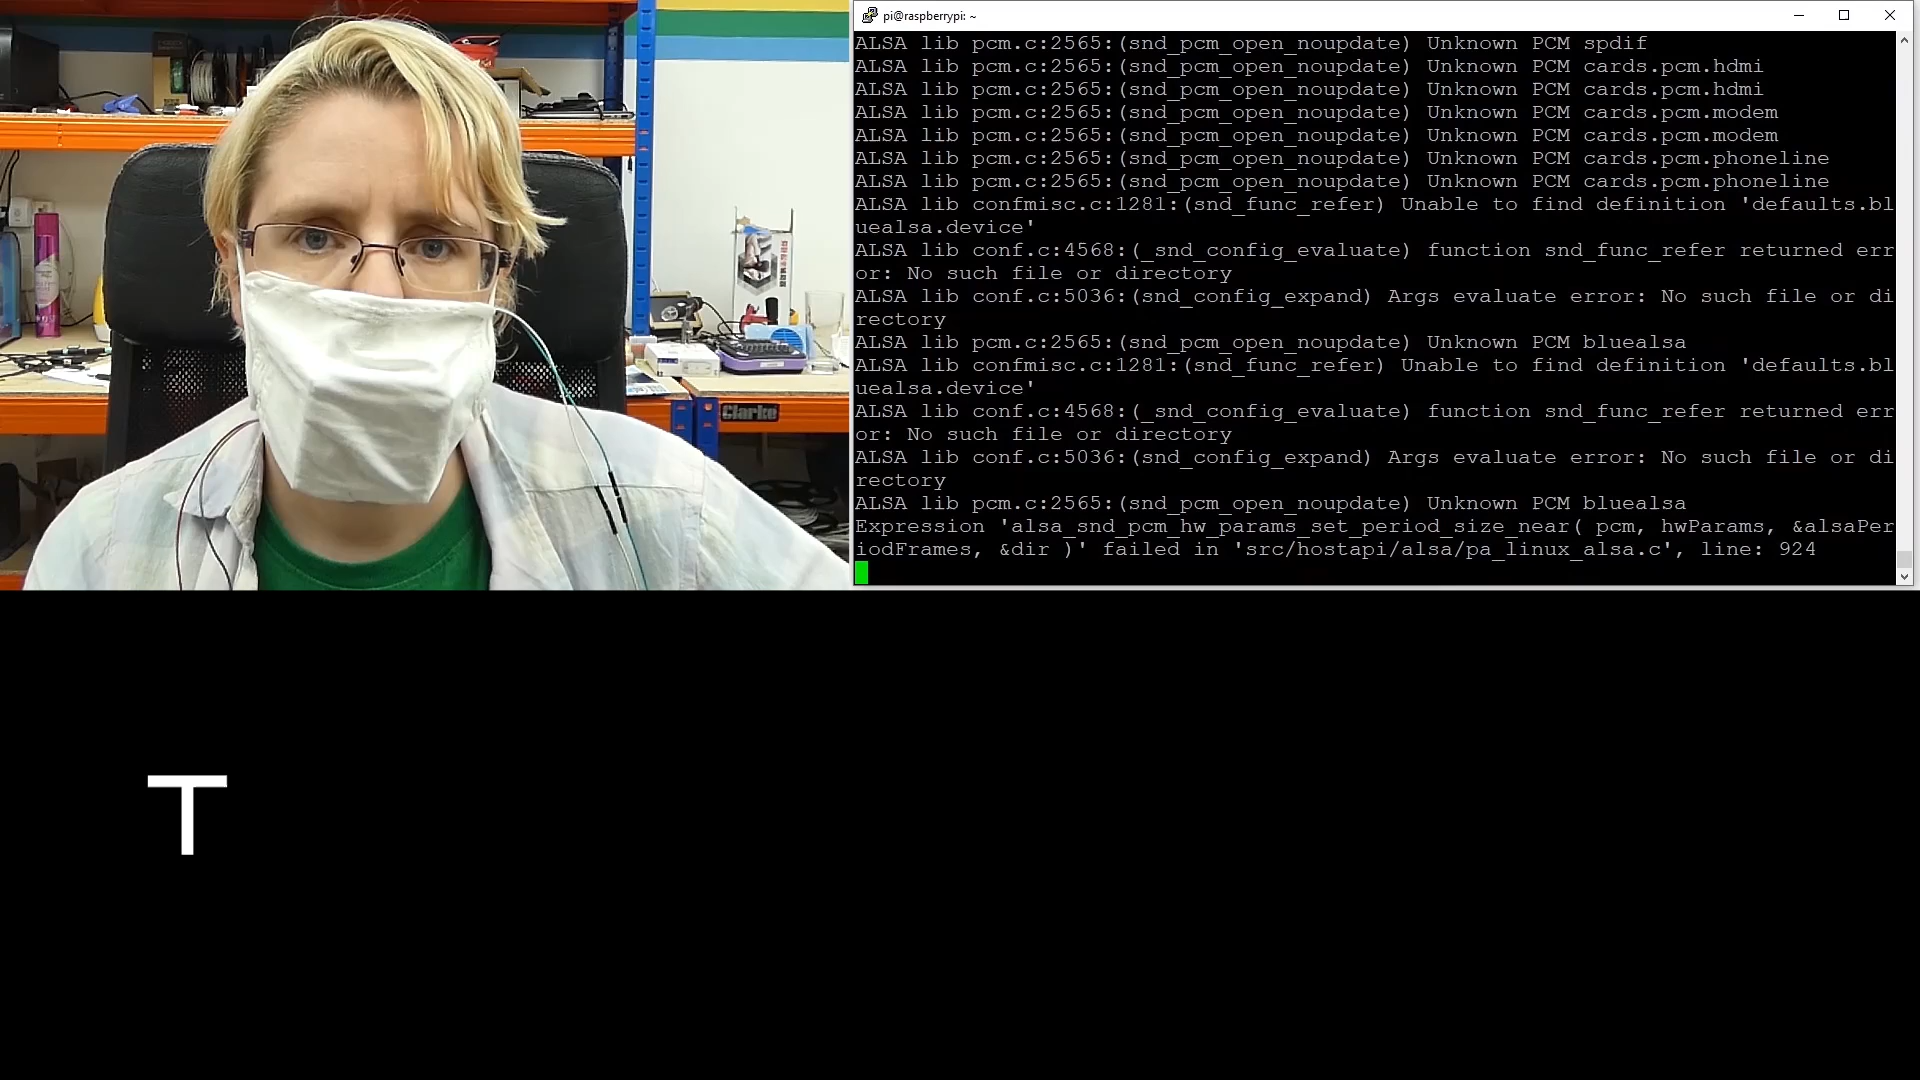 pi@raspberrypi: ~
ALSA lib pcm.c:2565:(snd_pcm_open_noupdate) Unknown PCM spdif
ALSA lib pcm.c:2565:(snd_pcm_open_noupdate) Unknown PCM cards.pcm.hdmi
ALSA lib pcm.c:2565:(snd_pcm_open_noupdate) Unknown PCM cards.pcm.hdmi
ALSA lib pcm.c:2565:(snd_pcm_open_noupdate) Unknown PCM cards.pcm.modem
ALSA lib pcm.c:2565:(snd_pcm_open_noupdate) Unknown PCM cards.pcm.modem
ALSA lib pcm.c:2565:(snd_pcm_open_noupdate) Unknown PCM cards.pcm.phoneline
ALSA lib pcm.c:2565:(snd_pcm_open_noupdate) Unknown PCM cards.pcm.phoneline
ALSA lib confmisc.c:1281:(snd_func_refer) Unable to find definition 'defaults.bl
uealsa.device'
ALSA lib conf.c:4568:(_snd_config_evaluate) function snd_func_refer returned err
or: No such file or directory
ALSA lib conf.c:5036:(snd_config_expand) Args evaluate error: No such file or di
rectory
ALSA lib pcm.c:2565:(snd_pcm_open_noupdate) Unknown PCM bluealsa
ALSA lib confmisc.c:1281:(snd_func_refer) Unable to find definition 'defaults.bl
uealsa.device'
ALSA lib conf.c:4568:(_snd_config_evaluate) function snd_func_refer returned err
or: No such file or directory
ALSA lib conf.c:5036:(snd_config_expand) Args evaluate error: No such file or di
rectory
ALSA lib pcm.c:2565:(snd_pcm_open_noupdate) Unknown PCM bluealsa
Expression 'alsa_snd_pcm_hw_params_set_period_size_near( pcm, hwParams, &alsaPer
iodFrames, &dir )' failed in 'src/hostapi/alsa/pa_linux_alsa.c', line: 924
Clarke
T